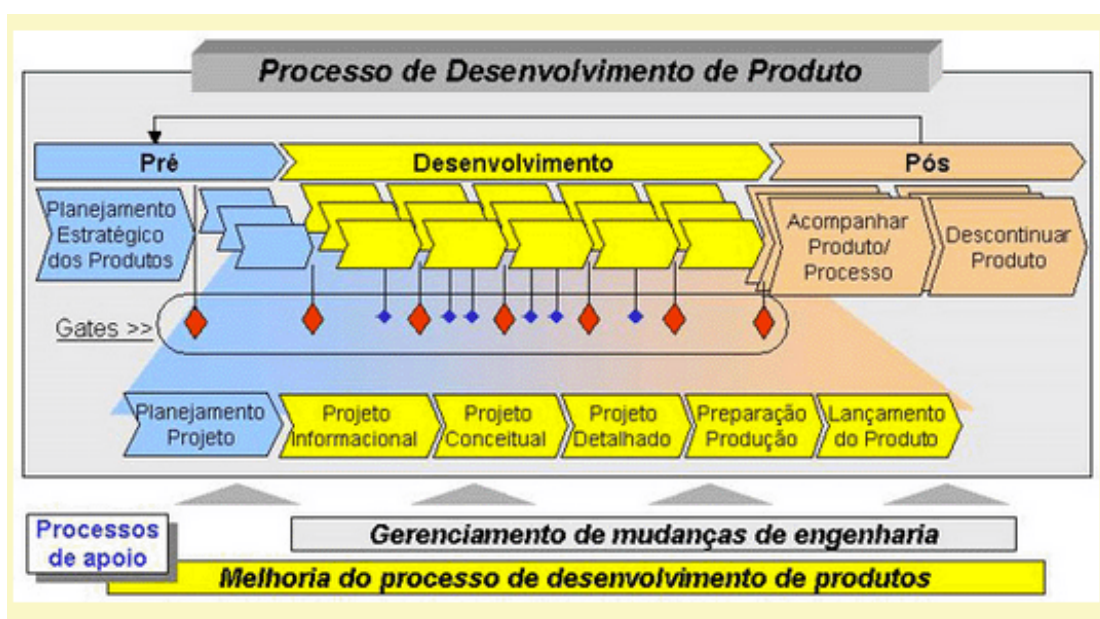 Processo de Desenvolvimento de Produto
Pré
Desenvolvimento
Pós
Planejamento
Estratégico
dos Produtos
Acompanhar
Produto/
Processo
Descontinuar
Produto
Gates >>
Planejamento
Projeto
Projeto
Informacional
Projeto
Conceitual
Projeto
Detalhado
Preparação
Produção
Lançamento
do Produto
Processos
de apoio
Gerenciamento de mudanças de engenharia
Melhoria do processo de desenvolvimento de produtos